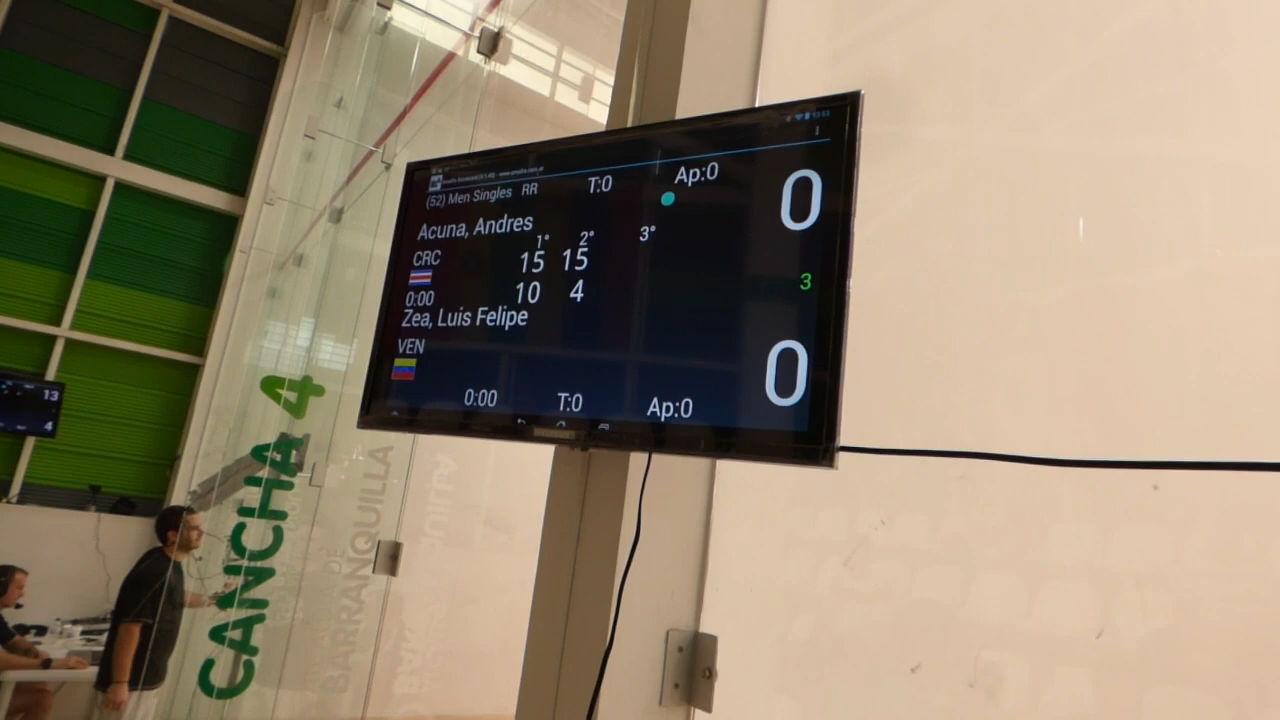 (52) Men Singles RR T:0 Ap:0 0
Acuna, Andres
1° 2° 3°
CRC 15 15
3
0:00 10 4
Zea, Luis Felipe
VEN
0
0:00 T:0 Ap:0
13
4
CANCHA 4
BARRANQUILLA